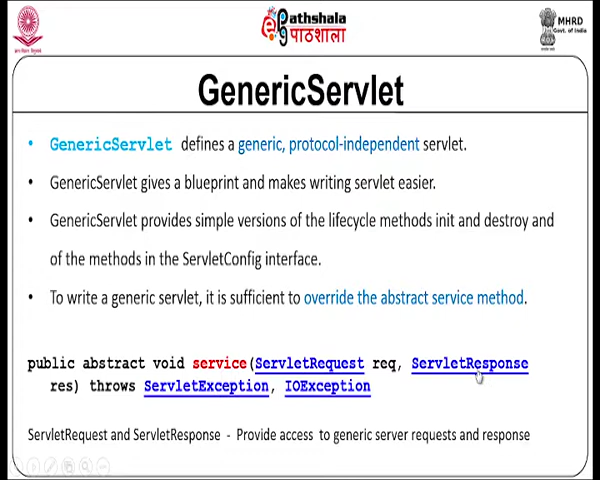 Pathshala
पाठशाला
MHRD
Govt. of India
GenericServlet
• GenericServlet defines a generic, protocol-independent servlet.
• GenericServlet gives a blueprint and makes writing servlet easier.
• GenericServlet provides simple versions of the lifecycle methods init and destroy and
of the methods in the ServletConfig interface.
• To write a generic servlet, it is sufficient to override the abstract service method.
public abstract void service(ServletRequest req, ServletResponse
res) throws ServletException, IOException
ServletRequest and ServletResponse - Provide access to generic server requests and response